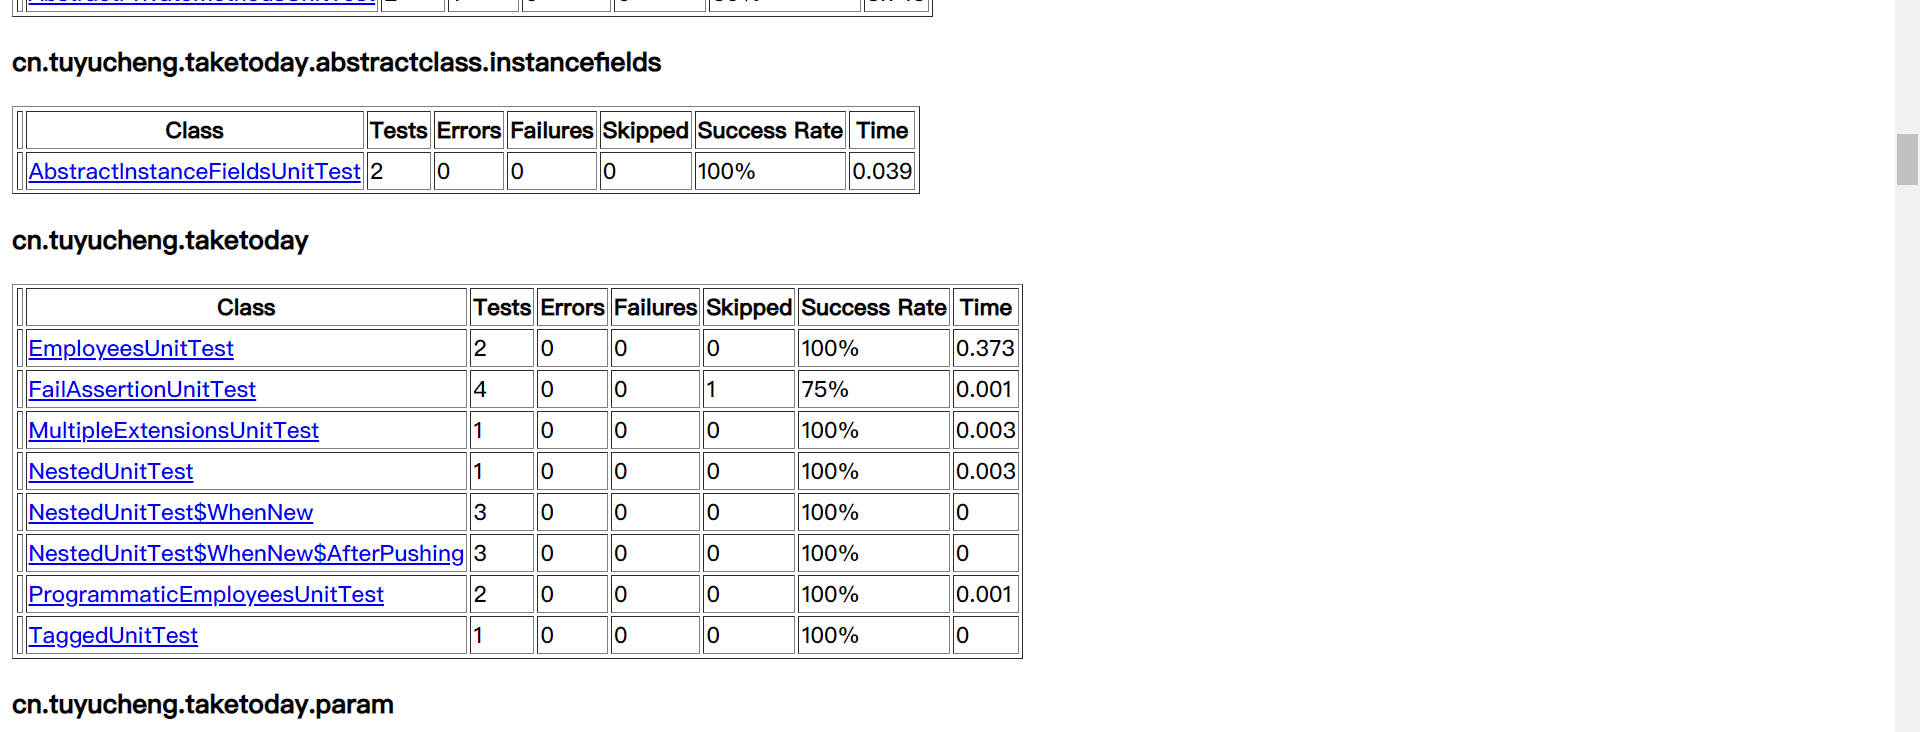 cn.tuyucheng.taketoday.abstractclass.instancefields
Class Tests Errors Failures Skipped Success Rate Time
AbstractInstanceFieldsUnitTest 2 0 0 0 100% 0.039
cn.tuyucheng.taketoday
Class Tests Errors Failures Skipped Success Rate Time
EmployeesUnitTest 2 0 0 0 100% 0.373
FailAssertionUnitTest 4 0 0 1 75% 0.001
MultipleExtensionsUnitTest 1 0 0 0 100% 0.003
NestedUnitTest 1 0 0 0 100% 0.003
NestedUnitTest$WhenNew 3 0 0 0 100% 0
NestedUnitTest$WhenNew$AfterPushing 3 0 0 0 100% 0
ProgrammaticEmployeesUnitTest 2 0 0 0 100% 0.001
TaggedUnitTest 1 0 0 0 100% 0
cn.tuyucheng.taketoday.param